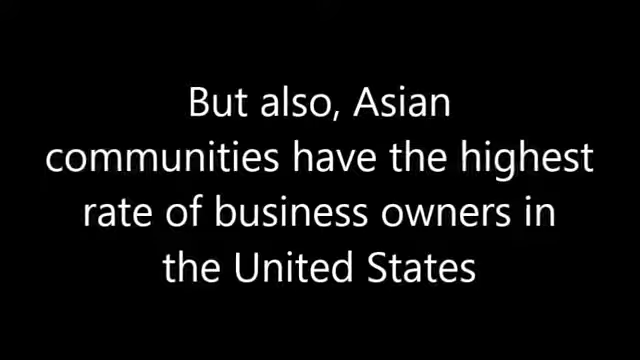 But also, Asian
communities have the highest
rate of business owners in
the United States